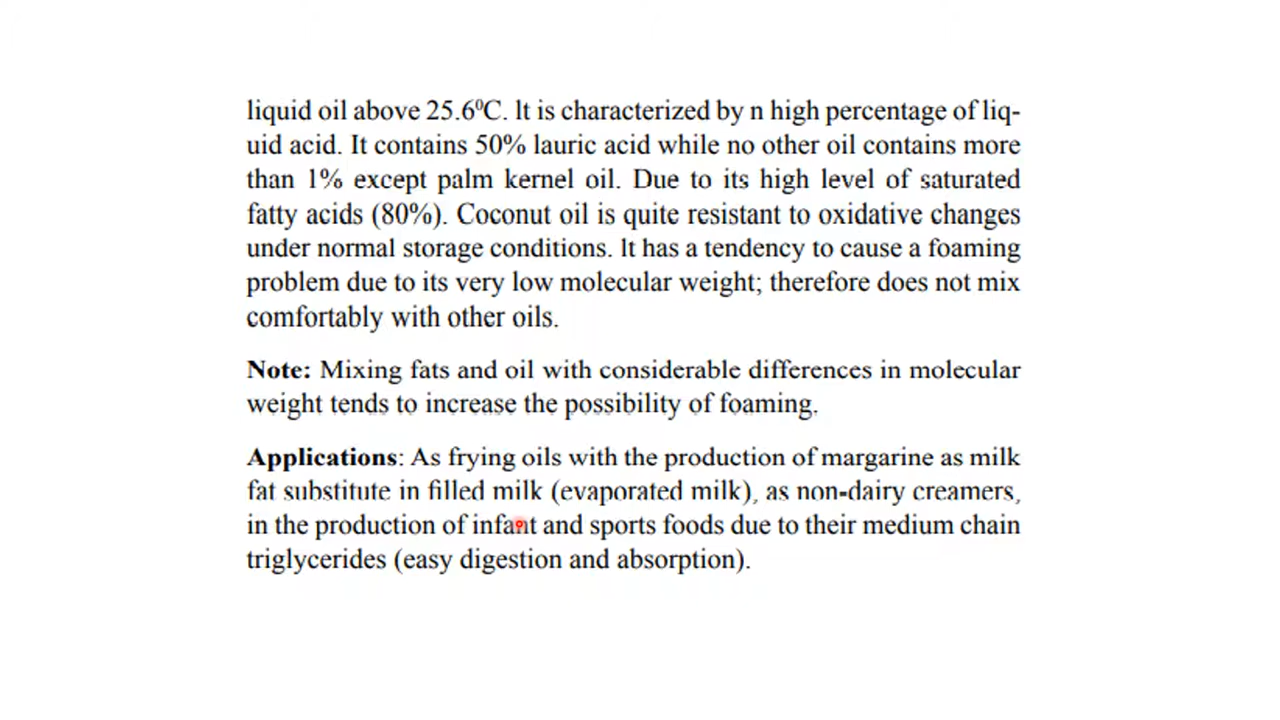 liquid oil above 25.6⁰C. It is characterized by n high percentage of liq-
uid acid. It contains 50% lauric acid while no other oil contains more
than 1% except palm kernel oil. Due to its high level of saturated
fatty acids (80%). Coconut oil is quite resistant to oxidative changes
under normal storage conditions. It has a tendency to cause a foaming
problem due to its very low molecular weight; therefore does not mix
comfortably with other oils.
Note: Mixing fats and oil with considerable differences in molecular
weight tends to increase the possibility of foaming.
Applications: As frying oils with the production of margarine as milk
fat substitute in filled milk (evaporated milk), as non-dairy creamers,
in the production of infant and sports foods due to their medium chain
triglycerides (easy digestion and absorption).